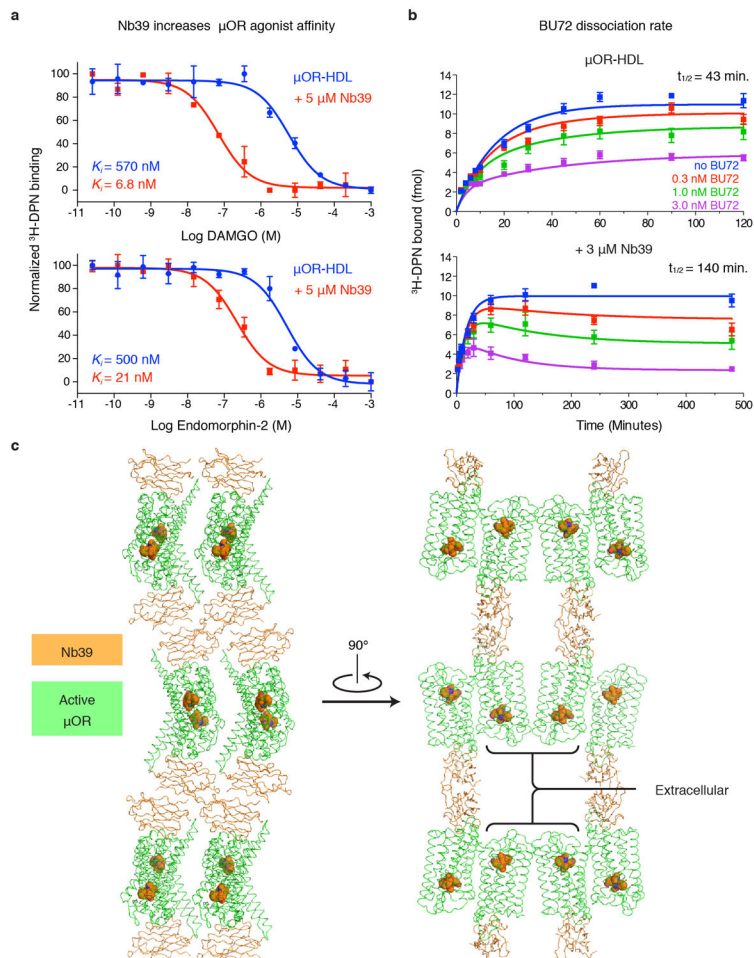 a
Nb39 increases µOR agonist affinity
b
BU72 dissociation rate
µOR-HDL
100
80
60
40
20
0
µOR-HDL
+ 5 µM Nb39
Ki = 570 nM
Ki = 6.8 nM
-11 -10 -9 -8 -7 -6 -5 -4 -3
Log DAMGO (M)
Normalized ³H-DPN binding
100
80
60
40
20
0
µOR-HDL
+ 5 µM Nb39
Ki = 500 nM
Ki = 21 nM
-11 -10 -9 -8 -7 -6 -5 -4 -3
Log Endomorphin-2 (M)
14
12
10
8
6
4
2
0
t1/2 = 43 min.
no BU72
0.3 nM BU72
1.0 nM BU72
3.0 nM BU72
0 20 40 60 80 100 120
³H-DPN bound (fmol)
+ 3 µM Nb39
14
12
10
8
6
4
2
0
t1/2 = 140 min.
0 100 200 300 400 500
Time (Minutes)
c
Nb39
Active
µOR
90°
Extracellular